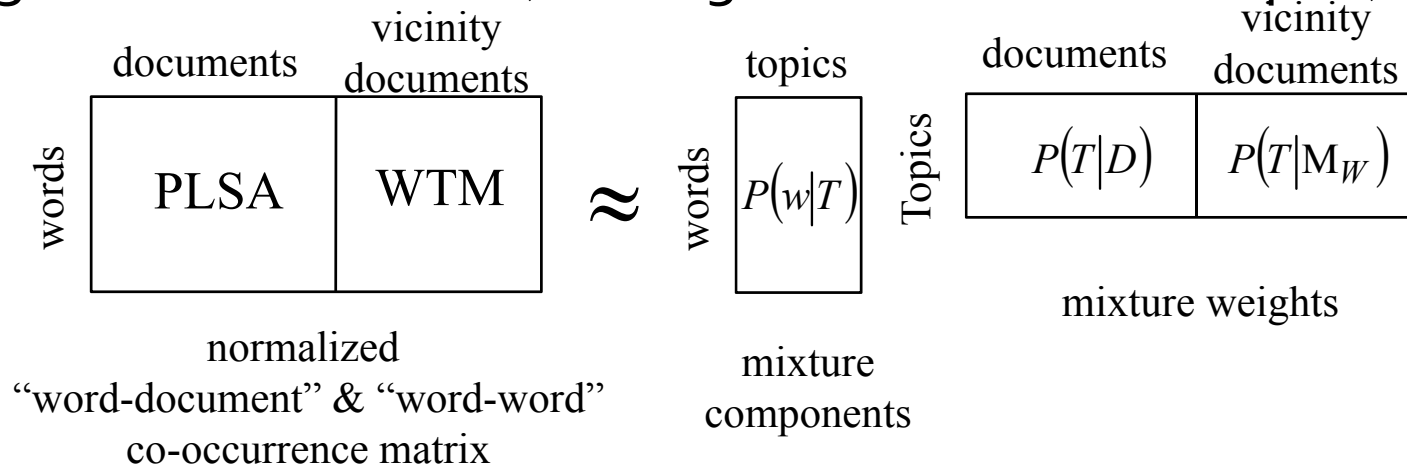 documents
vicinity
documents
words
PLSA
WTM
≈
topics
words
P(w|T)
documents
vicinity
documents
Topics
P(T|D)
P(T|M_W)
normalized
“word-document” & “word-word”
co-occurrence matrix
mixture
components
mixture weights